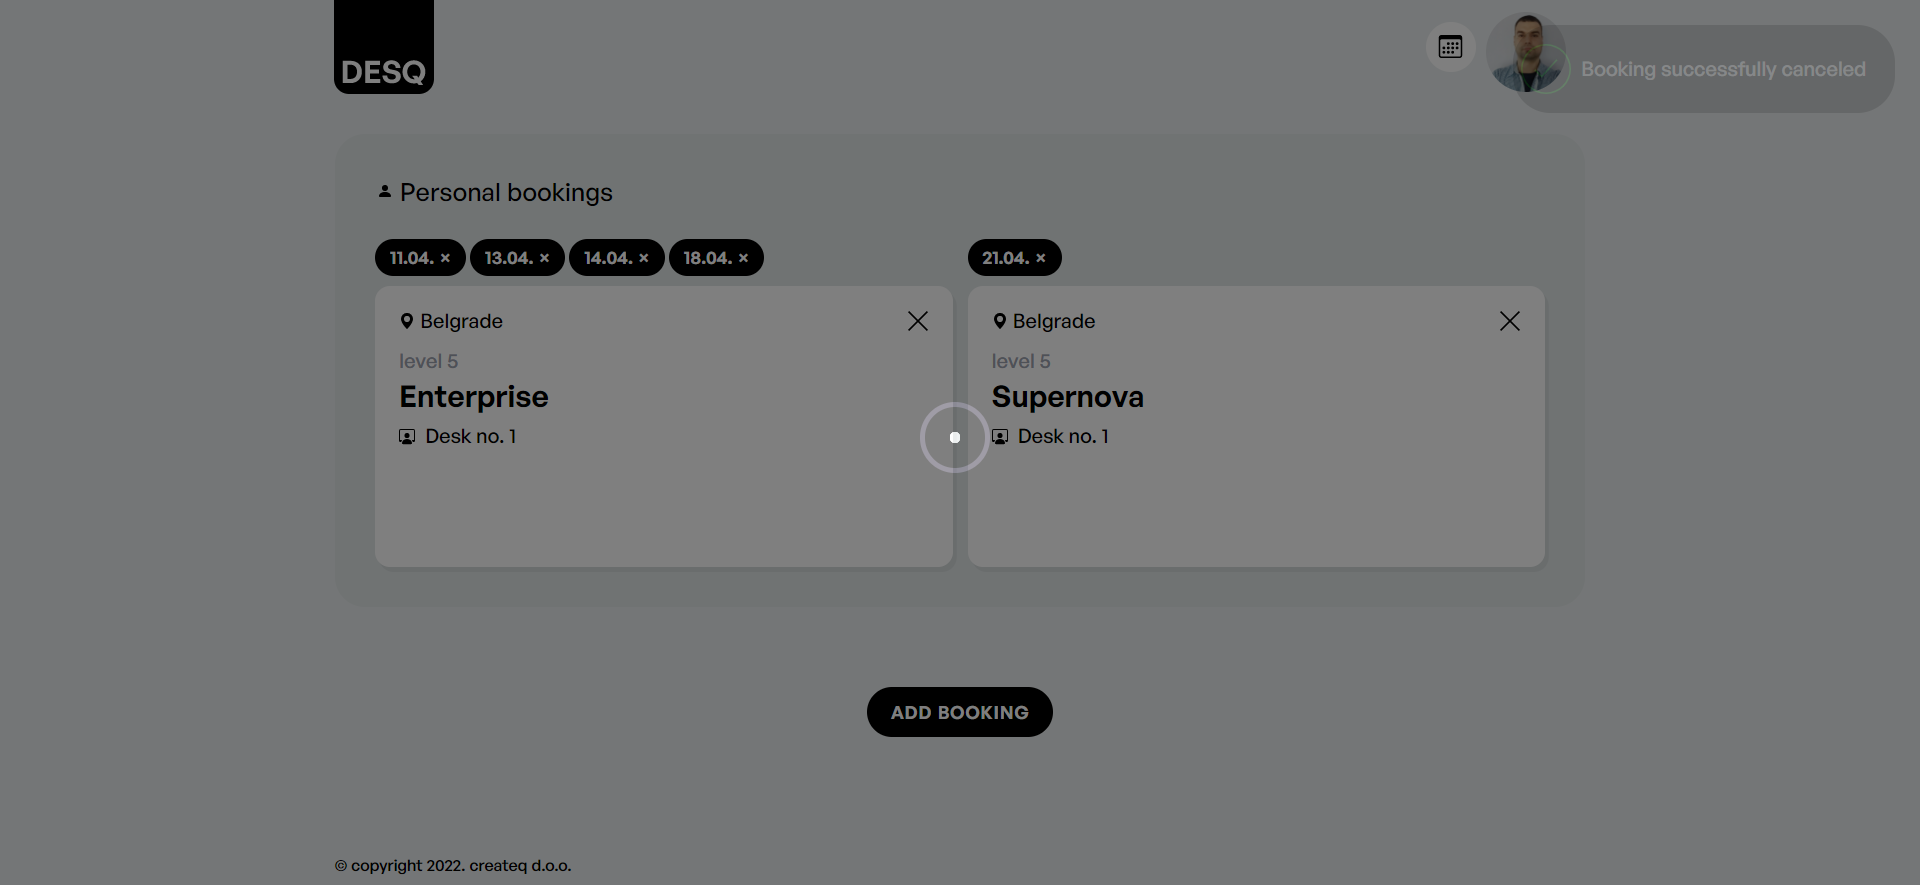 DESQ
Booking successfully canceled
Personal bookings
11.04. × 13.04. × 14.04. × 18.04. × 21.04. ×
Belgrade
level 5
Enterprise
Desk no. 1
Belgrade
level 5
Supernova
Desk no. 1
ADD BOOKING
© copyright 2022. createq d.o.o.